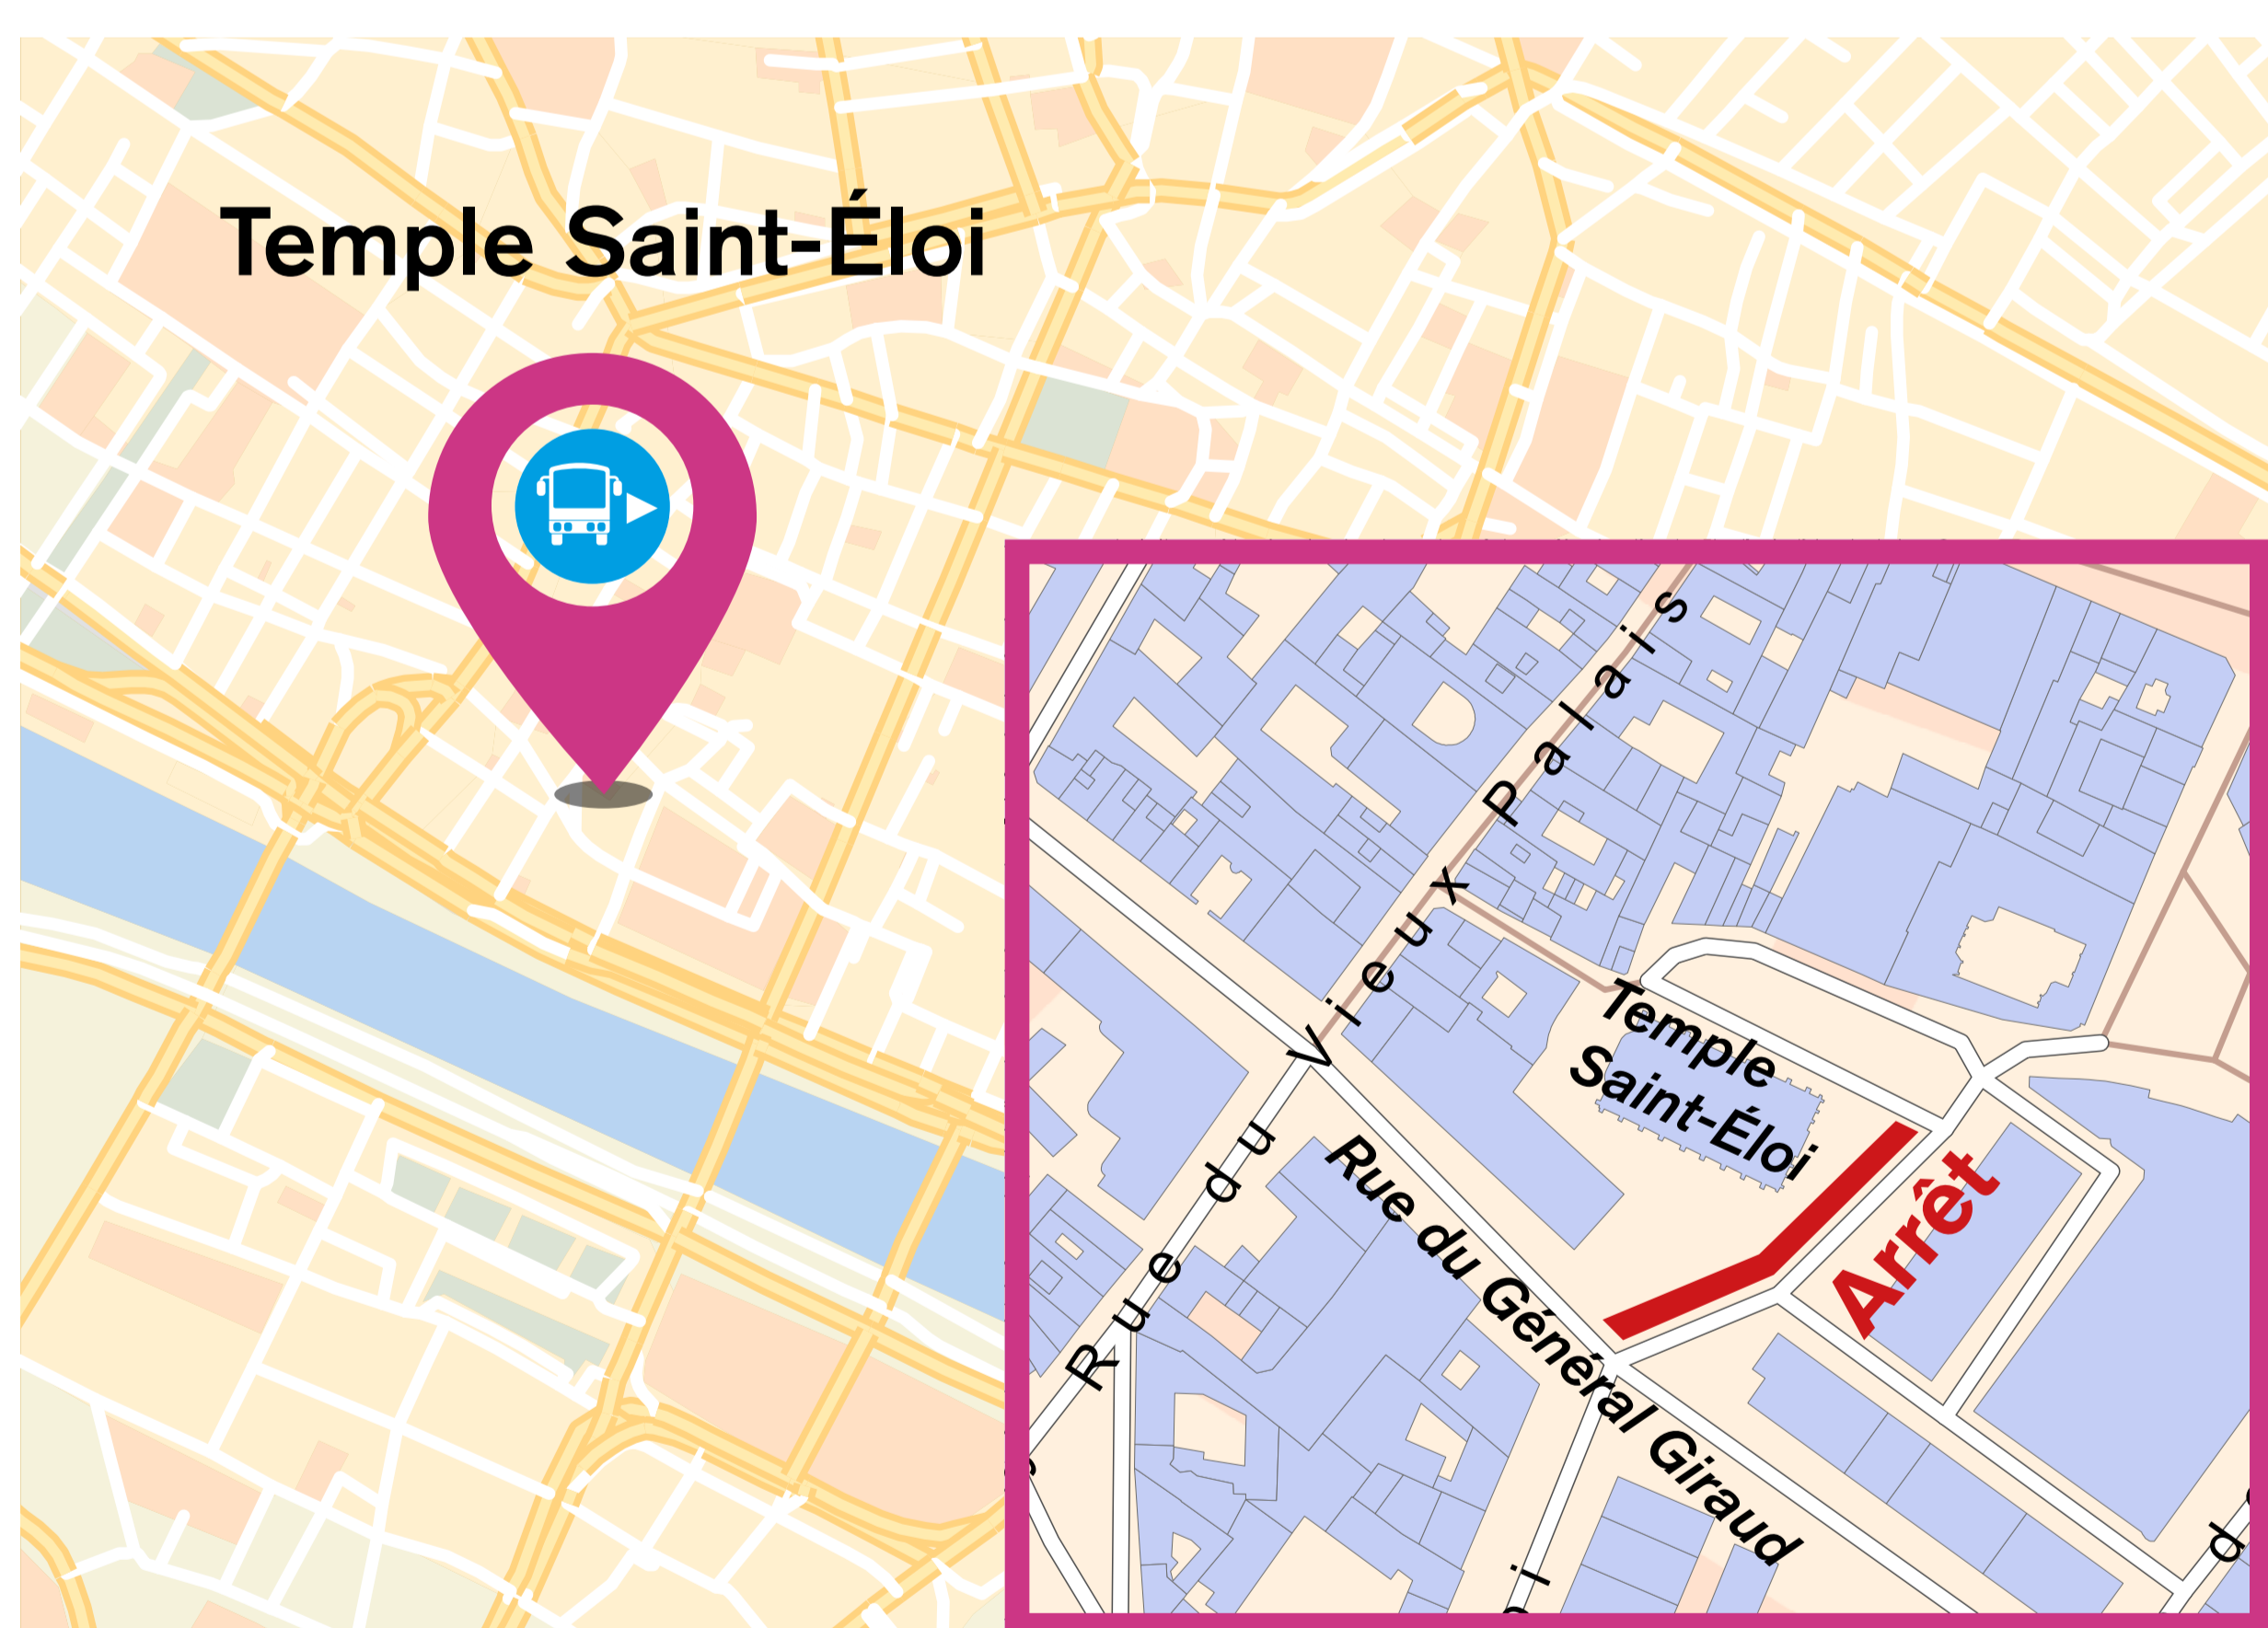 Temple Saint-Éloi
Rue du Vieux Palais
Temple
Saint-Éloi
Arrêt
Rue du Général Giraud